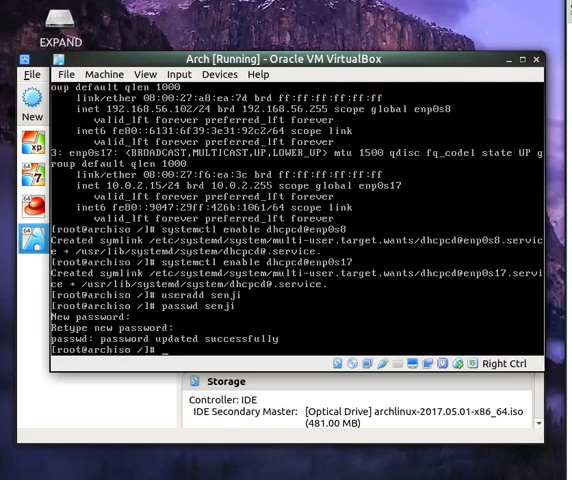 EXPAND
Arch [Running] - Oracle VM VirtualBox
File
File Machine View Input Devices Help
New
xp
7
oup default qlen 1000
link/ether 08:00:27:a8:ea:7d brd ff:ff:ff:ff:ff:ff
inet 192.168.56.102/24 brd 192.168.56.255 scope global enp0s8
valid_lft forever preferred_lft forever
inet6 fe80::6131:6f39:3e31:92c2/64 scope link
valid_lft forever preferred_lft forever
3: enp0s17: <BROADCAST,MULTICAST,UP,LOWER_UP> mtu 1500 qdisc fq_codel state UP g
roup default qlen 1000
link/ether 08:00:27:f6:ea:3c brd ff:ff:ff:ff:ff:ff
inet 10.0.2.15/24 brd 10.0.2.255 scope global enp0s17
valid_lft forever preferred_lft forever
inet6 fe80::9047:29ff:426b:1061/64 scope link
valid_lft forever preferred_lft forever
[root@archiso /]# systemctl enable dhcpcd@enp0s8
Created symlink /etc/systemd/system/multi-user.target.wants/dhcpcd@enp0s8.servic
e → /usr/lib/systemd/system/dhcpcd@.service.
[root@archiso /]# systemctl enable dhcpcd@enp0s17
Created symlink /etc/systemd/system/multi-user.target.wants/dhcpcd@enp0s17.servi
ce → /usr/lib/systemd/system/dhcpcd@.service.
[root@archiso /]# useradd senji
[root@archiso /]# passwd senji
New password:
Retype new password:
passwd: password updated successfully
[root@archiso /]# _
Right Ctrl
Storage
Controller: IDE
IDE Secondary Master: [Optical Drive] archlinux-2017.05.01-x86_64.iso
(481.00 MB)